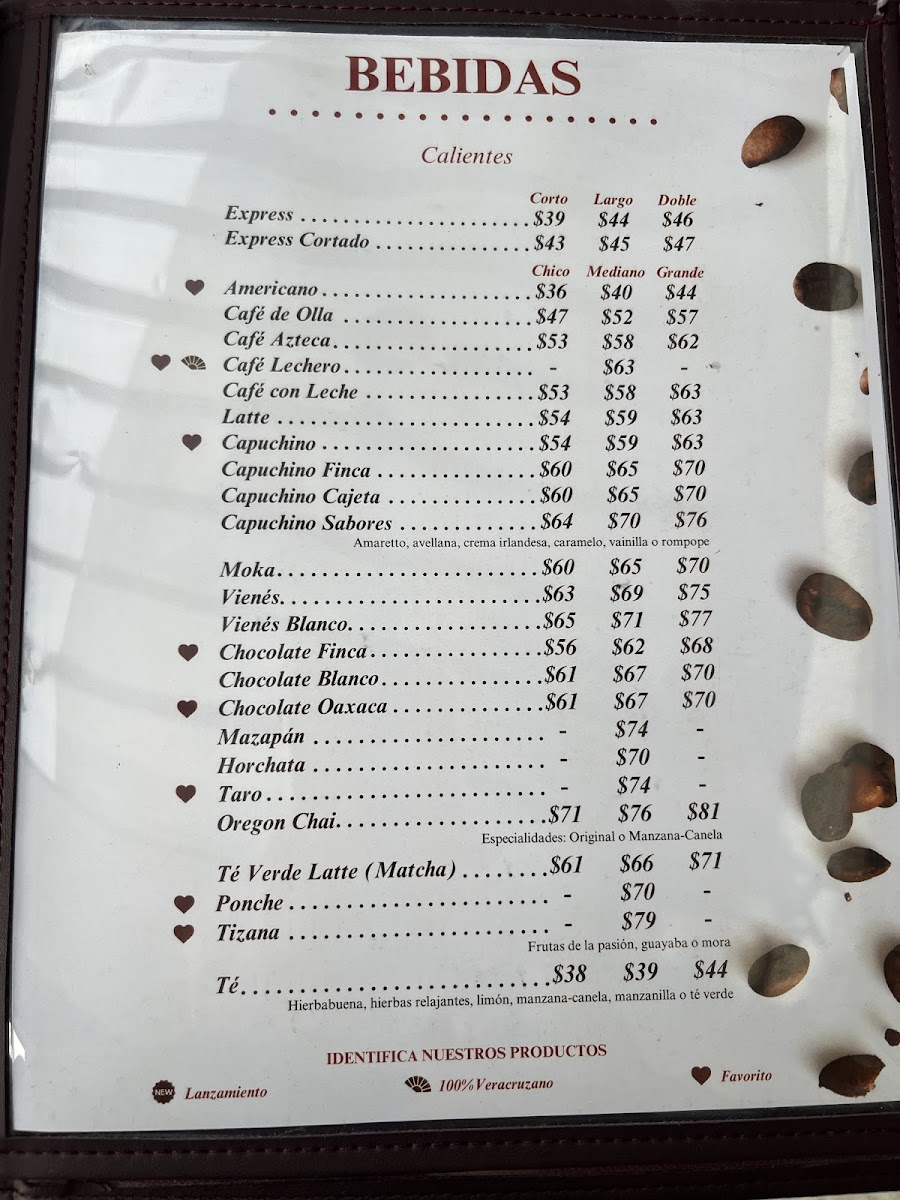 BEBIDAS
Calientes
Corto Largo Doble
Express $39 $44 $46
Express Cortado $43 $45 $47
Chico Mediano Grande
Americano $36 $40 $44
Café de Olla $47 $52 $57
Café Azteca $53 $58 $62
Café Lechero - $63 -
Café con Leche $53 $58 $63
Latte $54 $59 $63
Capuchino $54 $59 $63
Capuchino Finca $60 $65 $70
Capuchino Cajeta $60 $65 $70
Capuchino Sabores $64 $70 $76
Amaretto, avellana, crema irlandesa, caramelo, vainilla o rompope
Moka $60 $65 $70
Vienés $63 $69 $75
Vienés Blanco $65 $71 $77
Chocolate Finca $56 $62 $68
Chocolate Blanco $61 $67 $70
Chocolate Oaxaca $61 $67 $70
Mazapán - $74 -
Horchata - $70 -
Taro - $74 -
Oregon Chai $71 $76 $81
Especialidades: Original o Manzana-Canela
Té Verde Latte (Matcha) $61 $66 $71
Ponche - $70 -
Tizana - $79 -
Frutas de la pasión, guayaba o mora
Té $38 $39 $44
Hierbabuena, hierbas relajantes, limón, manzana-canela, manzanilla o té verde
IDENTIFICA NUESTROS PRODUCTOS
NEW Lanzamiento 100%Veracruzano Favorito